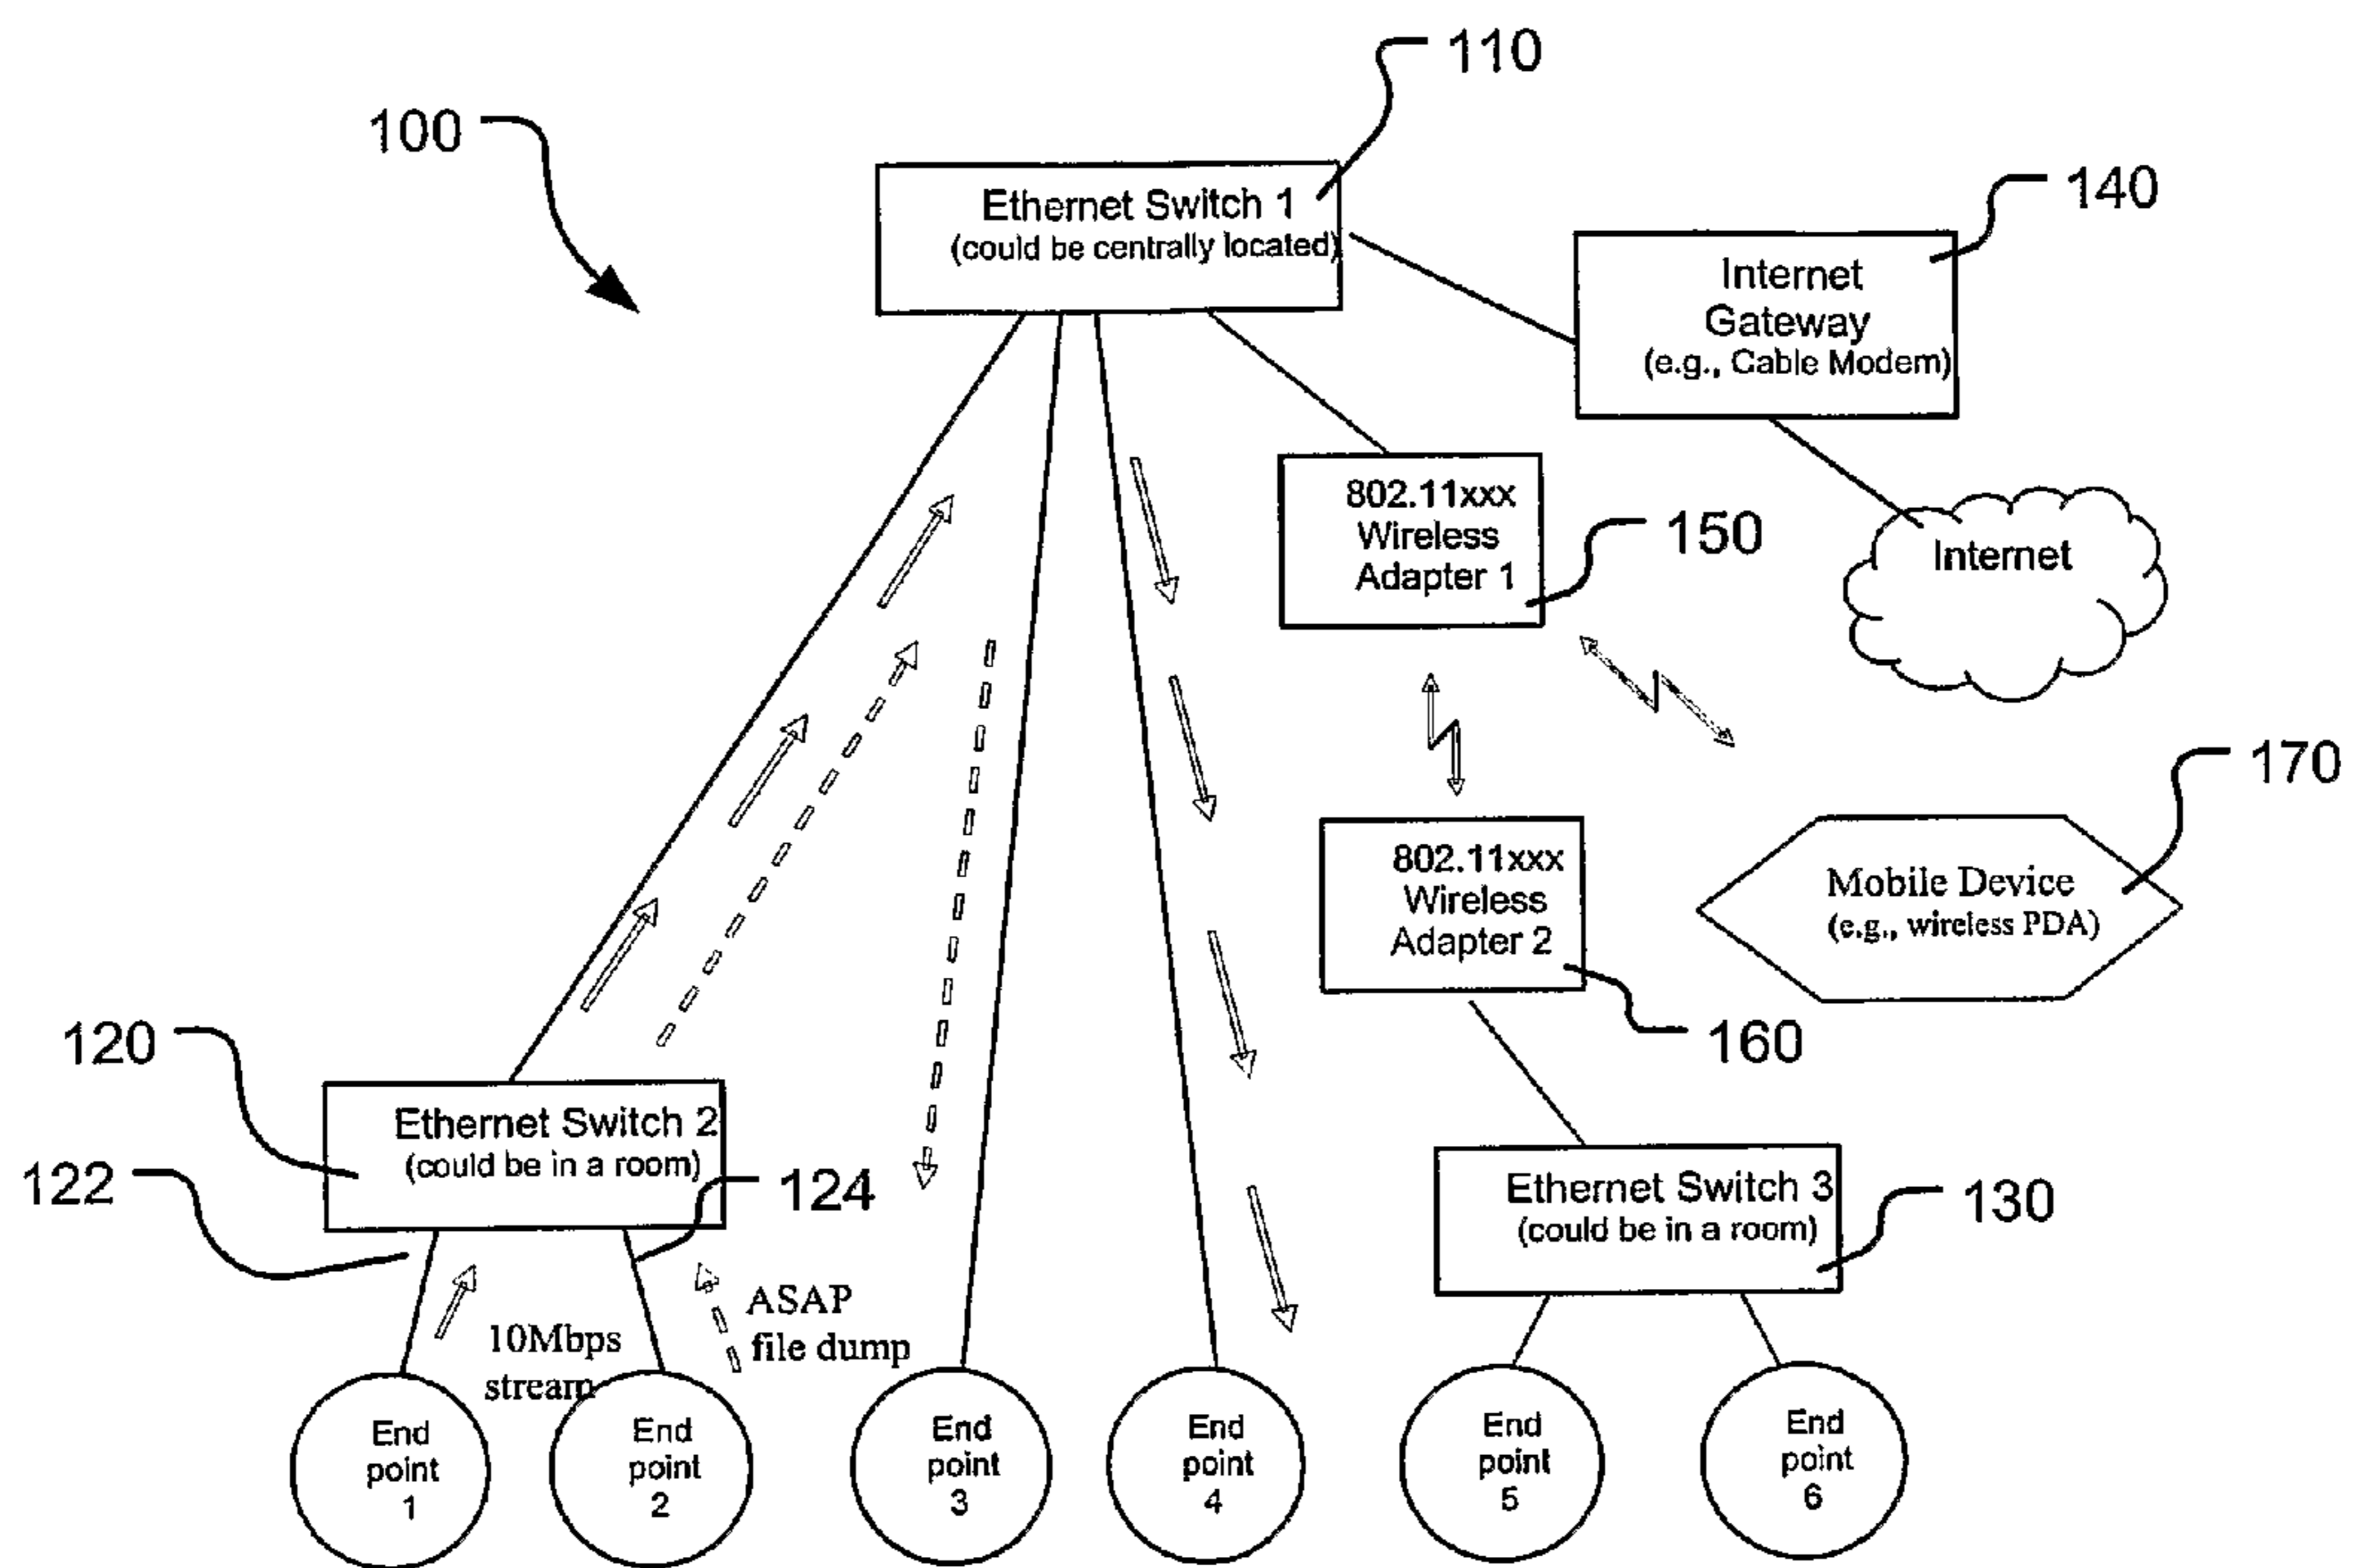 110
100
140
Ethernet Switch 1
(could be centrally located)
Internet
Gateway
(e.g., Cable Modem)
802.11xxx
Wireless
Adapter 1
150
Internet
170
802.11xxx
Wireless
Adapter 2
Mobile Device
(e.g., wireless PDA)
160
120
Ethernet Switch 2
(could be in a room)
122
124
Ethernet Switch 3
(could be in a room)
130
10Mbps
stream
ASAP
file dump
End
point
1
End
point
2
End
point
3
End
point
4
End
point
5
End
point
6